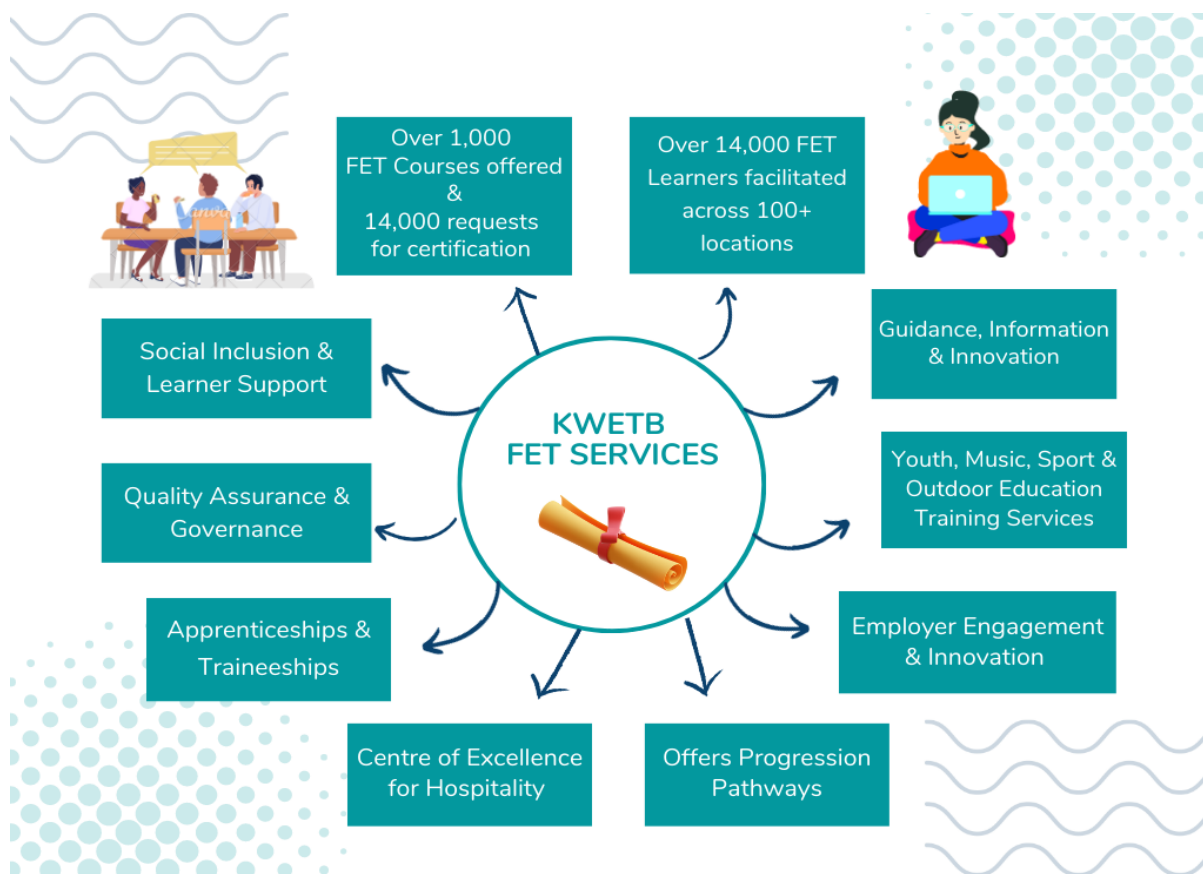 Over 1,000
FET Courses offered
&
14,000 requests
for certification
Over 14,000 FET
Learners facilitated
across 100+
locations
Social Inclusion &
Learner Support
Guidance, Information
& Innovation
KWETB
FET SERVICES
Quality Assurance &
Governance
Youth, Music, Sport &
Outdoor Education
Training Services
Apprenticeships &
Traineeships
Employer Engagement
& Innovation
Centre of Excellence
for Hospitality
Offers Progression
Pathways